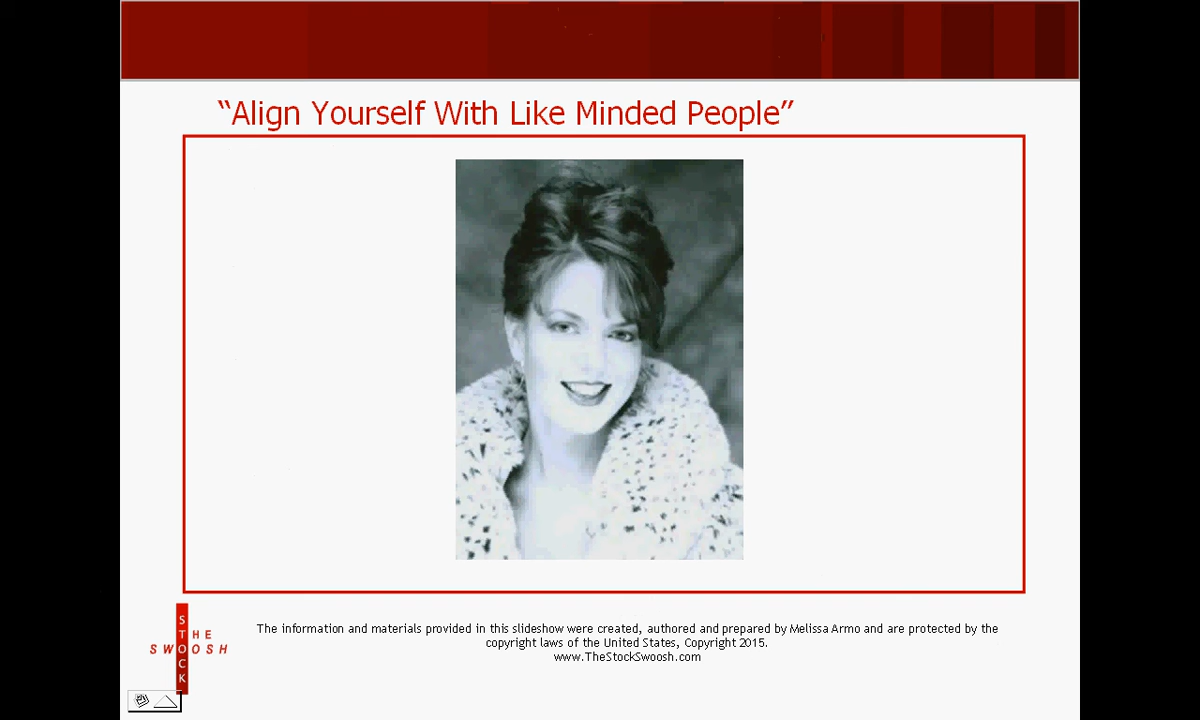 “Align Yourself With Like Minded People”
THE
STOCK
SWOOSH
The information and materials provided in this slideshow were created, authored and prepared by Melissa Armo and are protected by the
copyright laws of the United States, Copyright 2015.
www.TheStockSwoosh.com